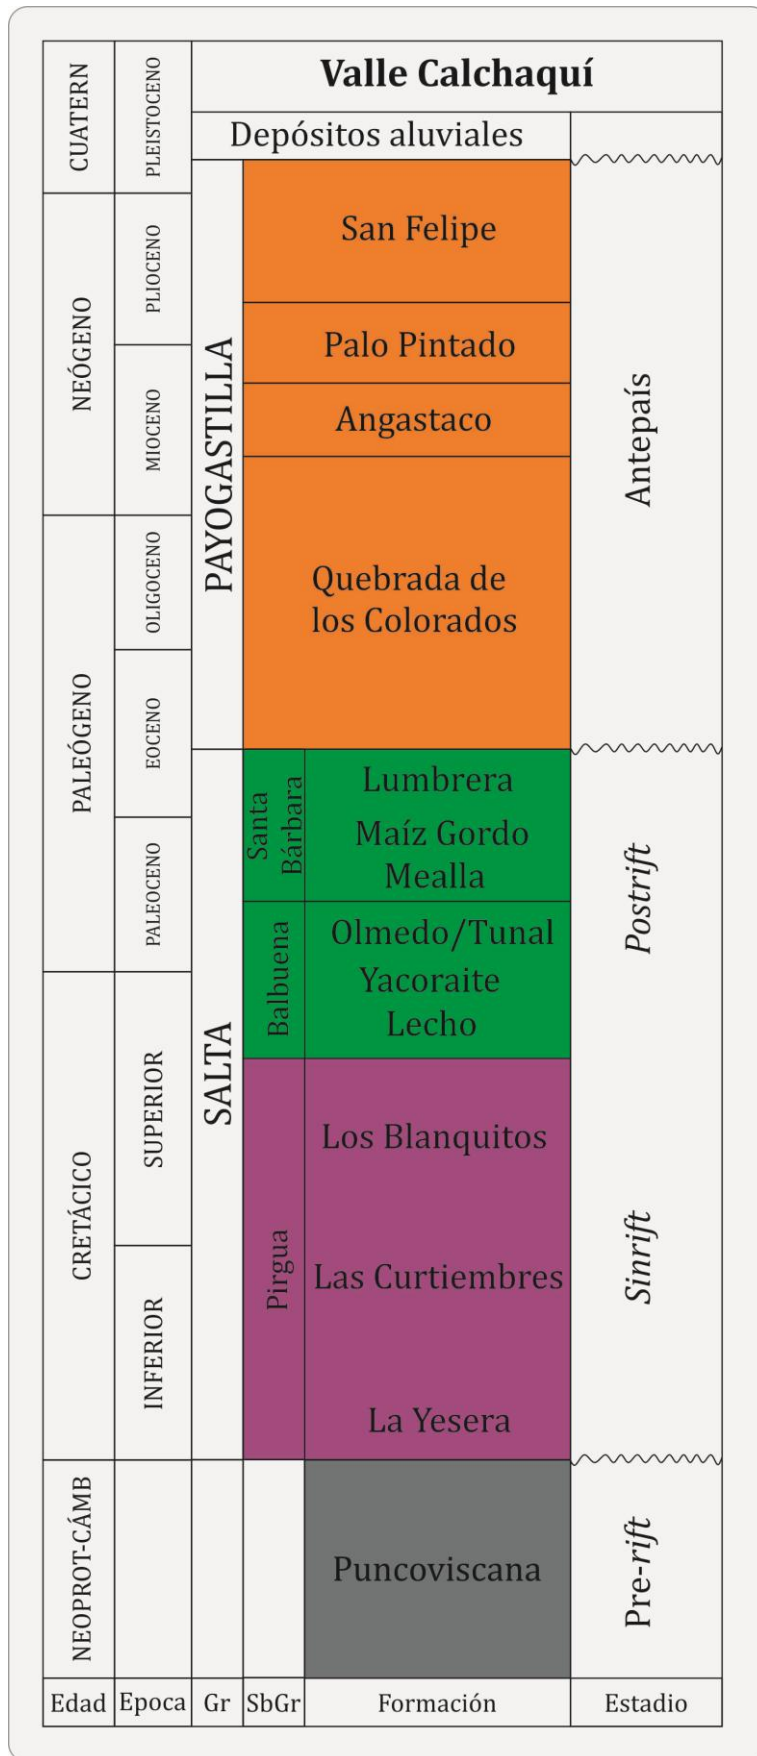 Valle Calchaquí
Depósitos aluviales
CUATERN
PLEISTOCENO
NEÓGENO
PLIOCENO
MIOCENO
PALEÓGENO
OLIGOCENO
EOCENO
PALEOCENO
CRETÁCICO
SUPERIOR
INFERIOR
NEOPROT-CÁMB
PAYOGASTILLA
San Felipe
Palo Pintado
Angastaco
Quebrada de
los Colorados
Antepaís
SALTA
Santa
Bárbara
Lumbrera
Maíz Gordo
Mealla
Balbuena
Olmedo/Tunal
Yacoraite
Lecho
Postrift
Pirgua
Los Blanquitos
Las Curtiembres
La Yesera
Sinrift
Puncoviscana
Pre-rift
Edad Epoca Gr SbGr Formación Estadio